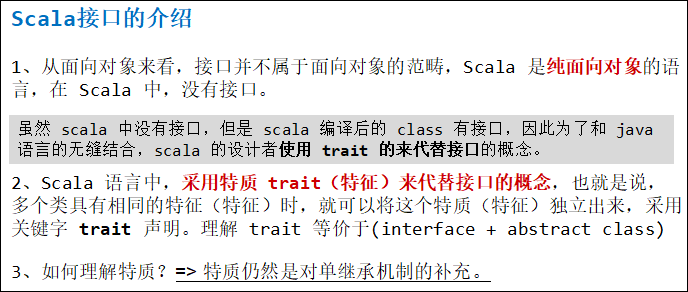 Scala接口的介绍
1、从面向对象来看，接口并不属于面向对象的范畴，Scala 是纯面向对象的语
言，在 Scala 中，没有接口。
虽然 scala 中没有接口，但是 scala 编译后的 class 有接口，因此为了和 java
语言的无缝结合，scala 的设计者使用 trait 的来代替接口的概念。
2、Scala 语言中，采用特质 trait（特征）来代替接口的概念，也就是说，
多个类具有相同的特征（特征）时，就可以将这个特质（特征）独立出来，采用
关键字 trait 声明。理解 trait 等价于(interface + abstract class)
3、如何理解特质？=> 特质仍然是对单继承机制的补充。